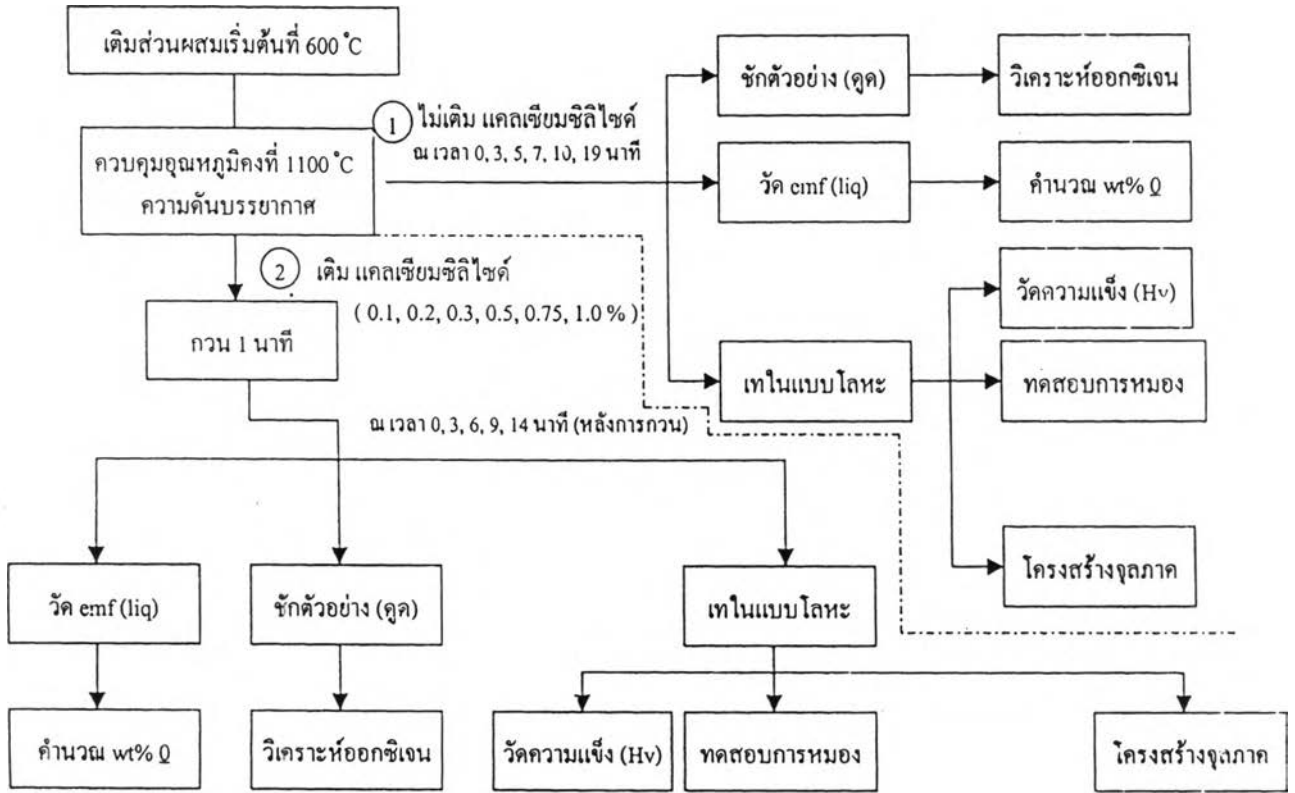 เติมส่วนผสมเริ่มต้นที่ 600 °C
ควบคุมอุณหภูมิคงที่ 1100 °C
ความดันบรรยากาศ
1 ไม่เติม แคลเซียมซิลิไซด์
ณ เวลา 0, 3, 5, 7, 10, 19 นาที
ชักตัวอย่าง (ดูด)
วิเคราะห์ออกซิเจน
วัด emf (liq)
คำนวณ wt% O
2 เติม แคลเซียมซิลิไซด์
( 0.1, 0.2, 0.3, 0.5, 0.75, 1.0 % )
กวน 1 นาที
วัดความแข็ง (Hv)
เทในแบบโลหะ
ทดสอบการหมอง
โครงสร้างจุลภาค
ณ เวลา 0, 3, 6, 9, 14 นาที (หลังการกวน)
วัด emf (liq)
ชักตัวอย่าง (ดูด)
เทในแบบโลหะ
คำนวณ wt% O
วิเคราะห์ออกซิเจน
วัดความแข็ง (Hv)
ทดสอบการหมอง
โครงสร้างจุลภาค